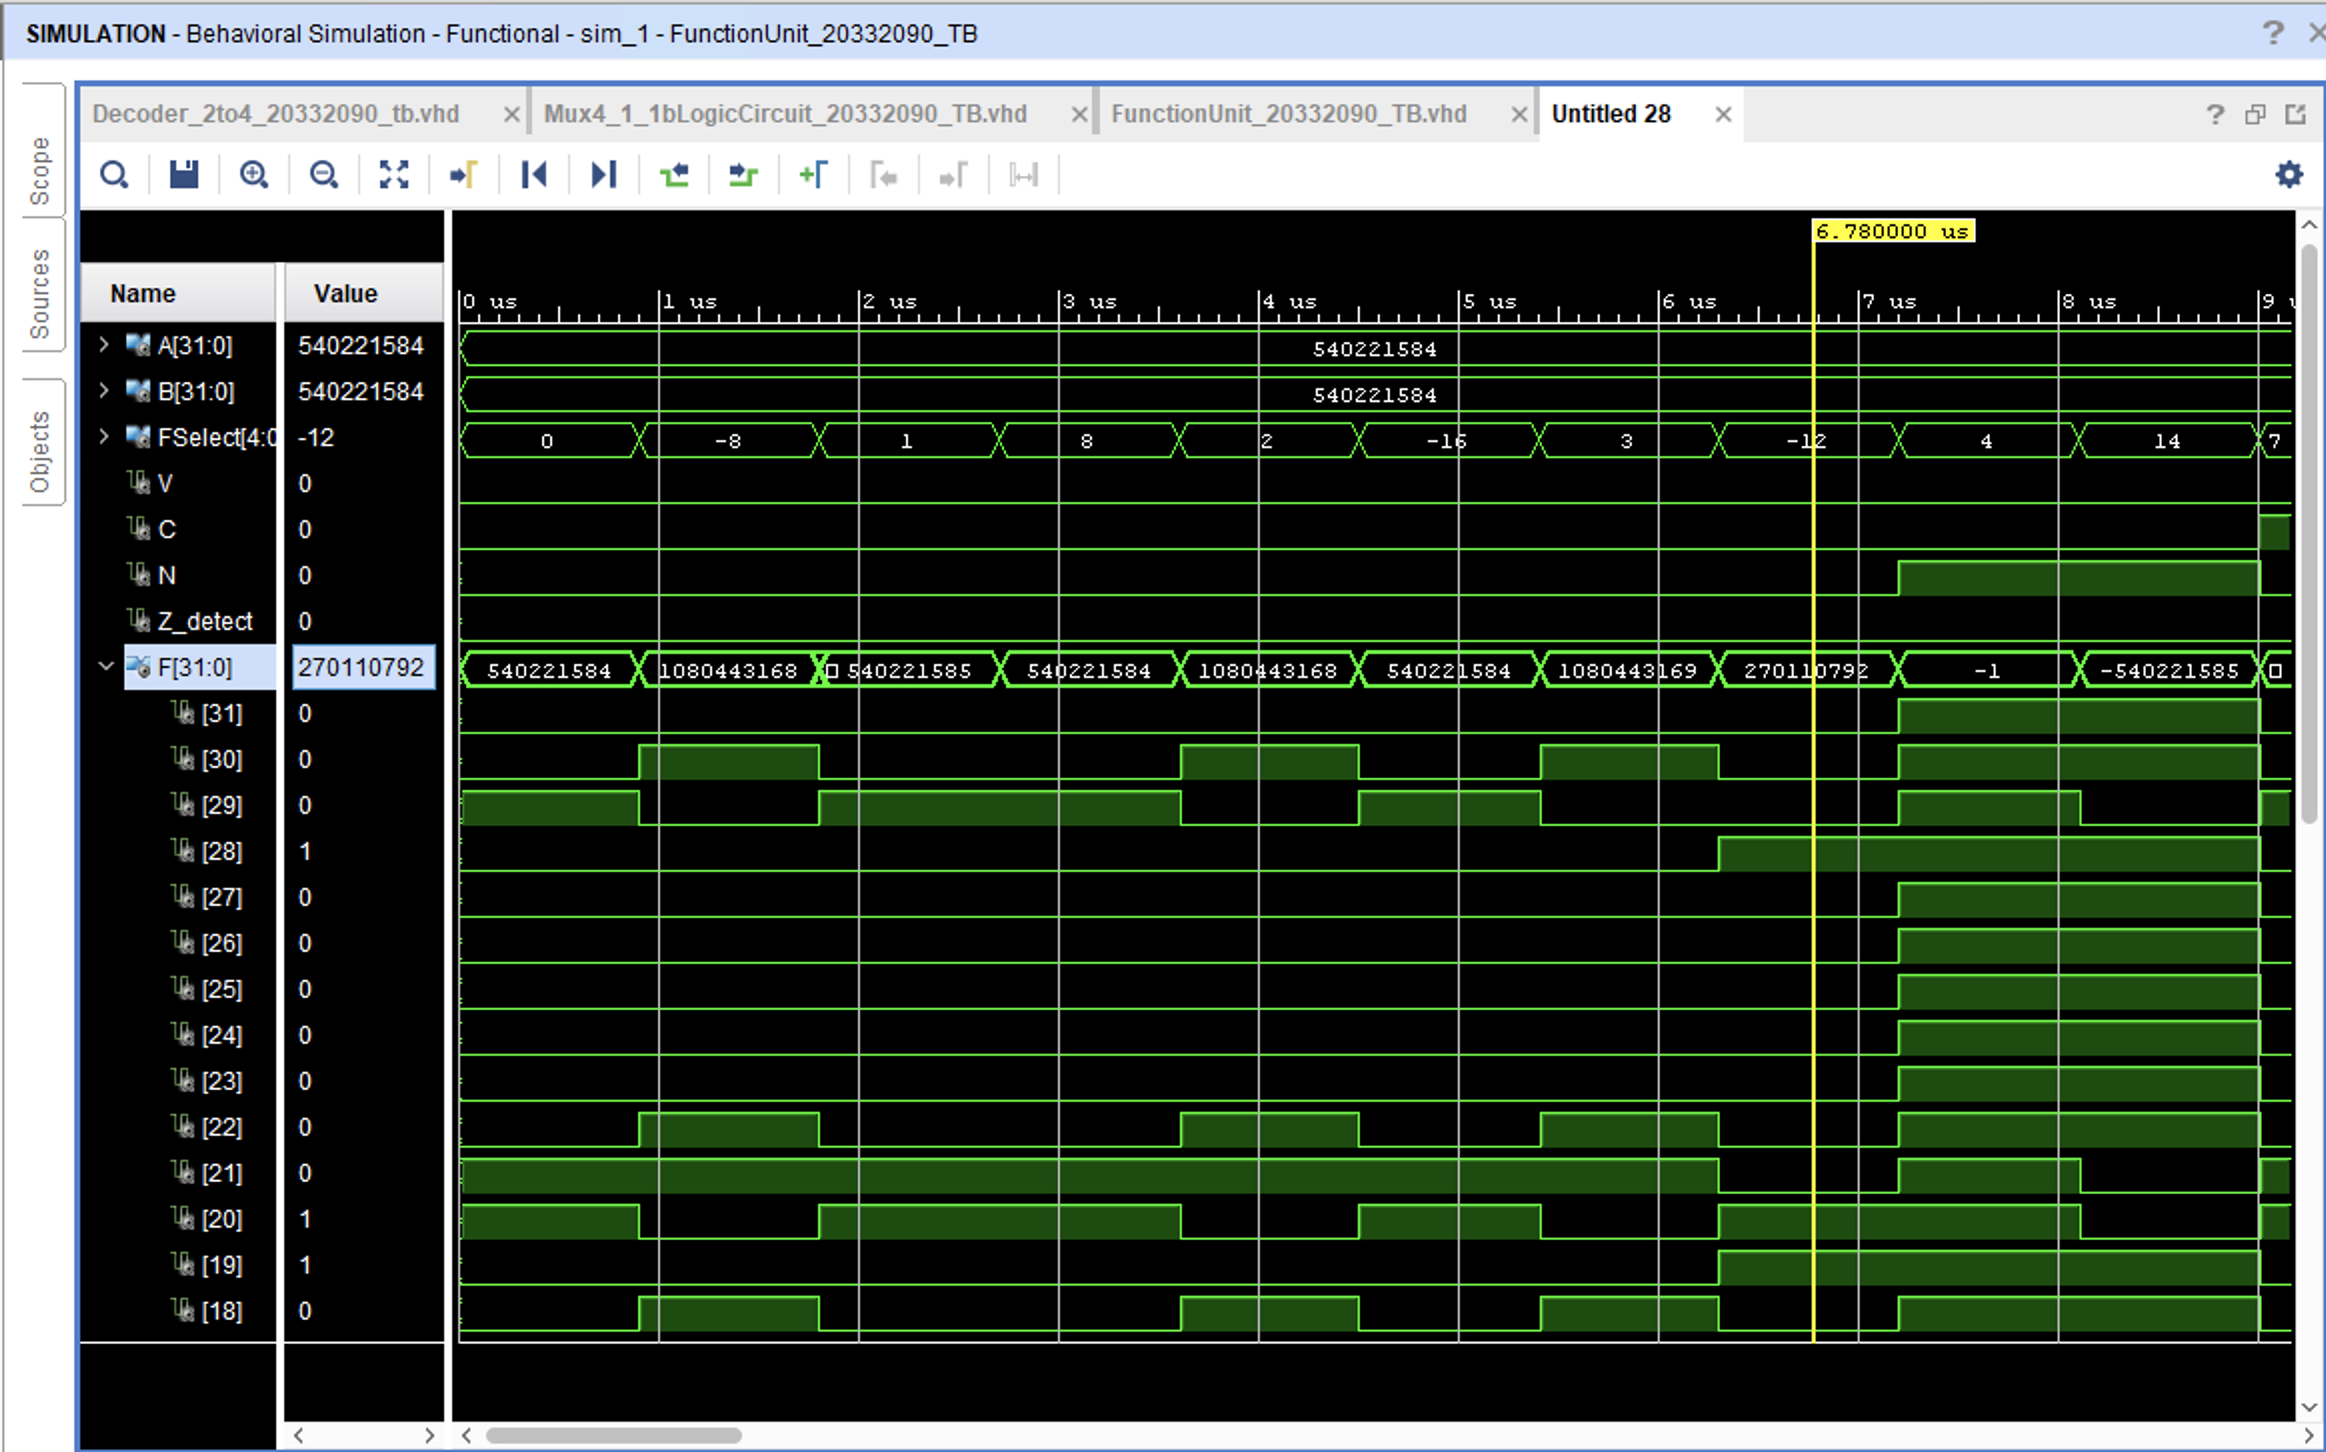 SIMULATION - Behavioral Simulation - Functional - sim_1 - FunctionUnit_20332090_TB
Scope
Sources
Objects
Decoder_2to4_20332090_tb.vhd
Mux4_1_1bLogicCircuit_20332090_TB.vhd
FunctionUnit_20332090_TB.vhd
Untitled 28
6.780000 us
Name Value
0 us 1 us 2 us 3 us 4 us 5 us 6 us 7 us 8 us 9 u
A[31:0] 540221584 540221584
B[31:0] 540221584 540221584
FSelect[4:0 -12 0 -8 1 8 2 -16 3 -12 4 14 7
V 0
C 0
N 0
Z_detect 0
F[31:0] 270110792 540221584 1080443168 540221585 540221584 1080443168 540221584 1080443169 270110792 -1 -540221585
[31] 0
[30] 0
[29] 0
[28] 1
[27] 0
[26] 0
[25] 0
[24] 0
[23] 0
[22] 0
[21] 0
[20] 1
[19] 1
[18] 0